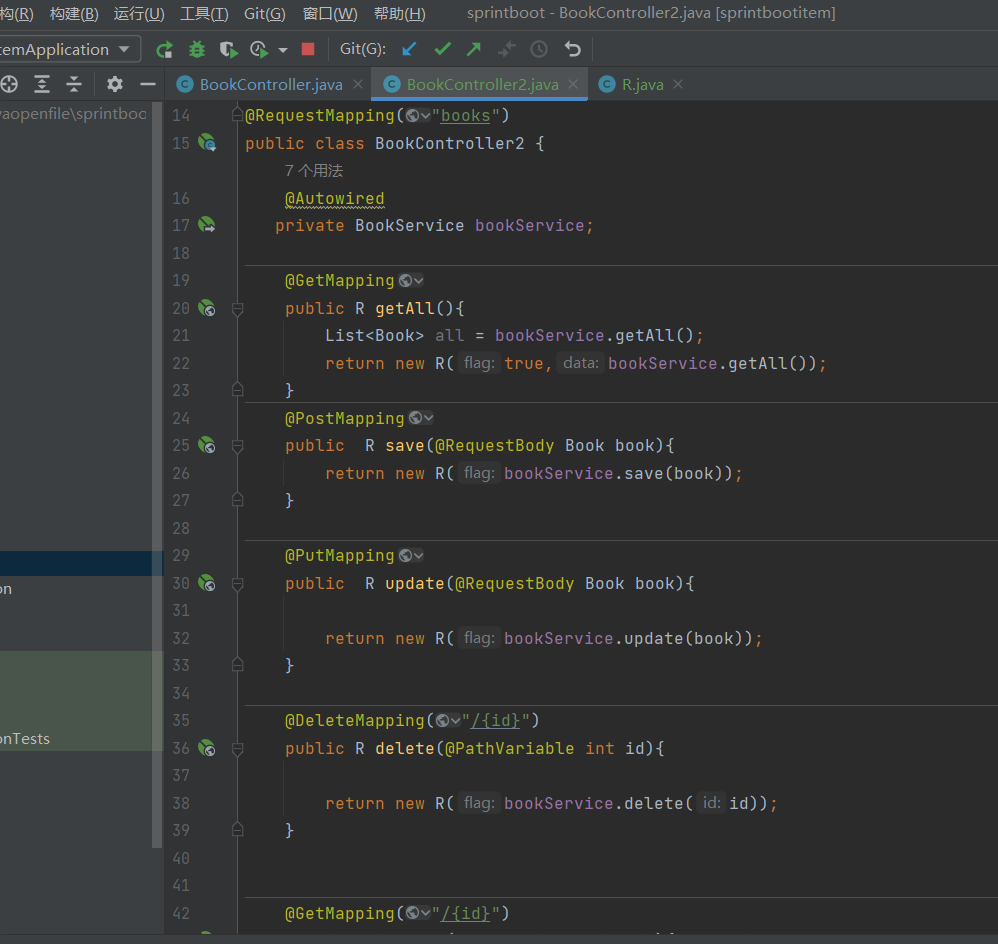 构(R) 构建(B) 运行(U) 工具(T) Git(G) 窗口(W) 帮助(H) sprintboot - BookController2.java [sprintbootitem]
temApplication Git(G):
BookController.java BookController2.java R.java
vaopenfile\sprintboo
14 @RequestMapping("books")
15 public class BookController2 {
7 个用法
16 @Autowired
17 private BookService bookService;
18
19 @GetMapping
20 public R getAll(){
21 List<Book> all = bookService.getAll();
22 return new R( flag: true, data: bookService.getAll());
23 }
24 @PostMapping
25 public  R save(@RequestBody Book book){
26 return new R( flag: bookService.save(book));
27 }
28
29 @PutMapping
30 public  R update(@RequestBody Book book){
31
32 return new R( flag: bookService.update(book));
33 }
34
35 @DeleteMapping("/{id}")
36 public R delete(@PathVariable int id){
37
38 return new R( flag: bookService.delete( id: id));
39 }
40
41
42 @GetMapping("/{id}")
on
onTests